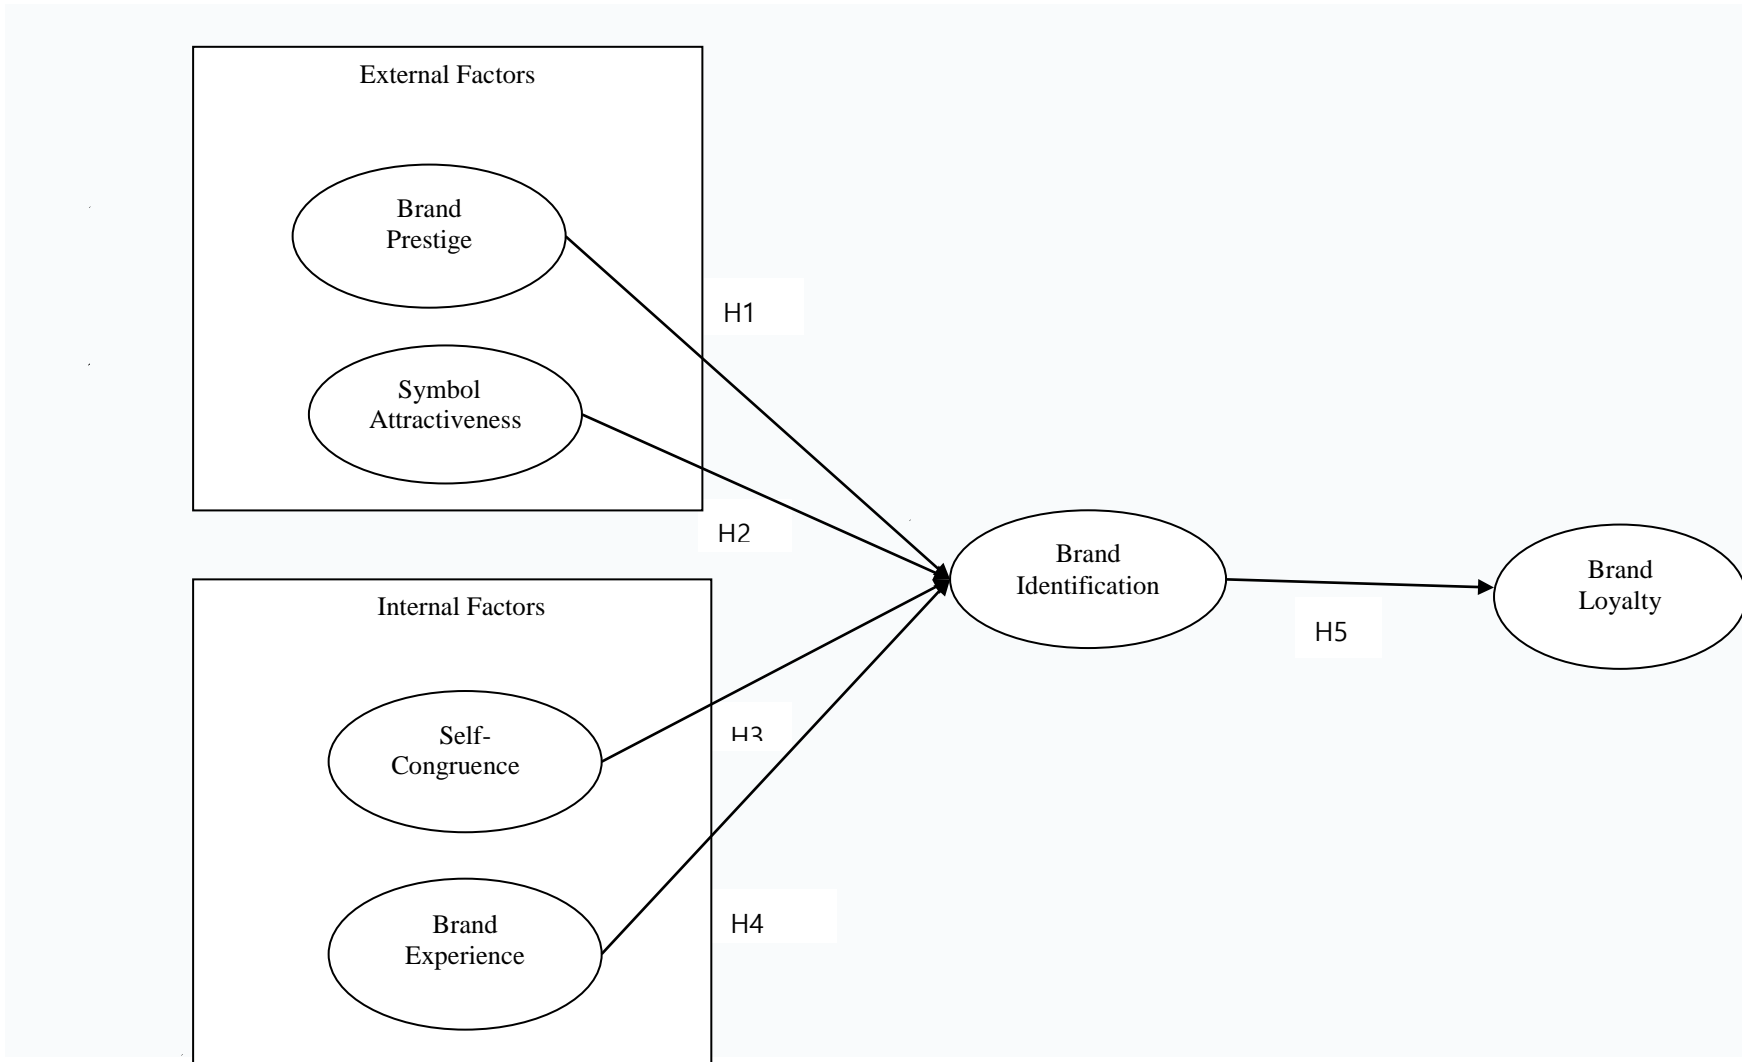 External Factors
Brand
Prestige
H1
Symbol
Attractiveness
H2
Brand
Identification
Brand
Loyalty
H5
Internal Factors
Self-
Congruence
H3
Brand
Experience
H4